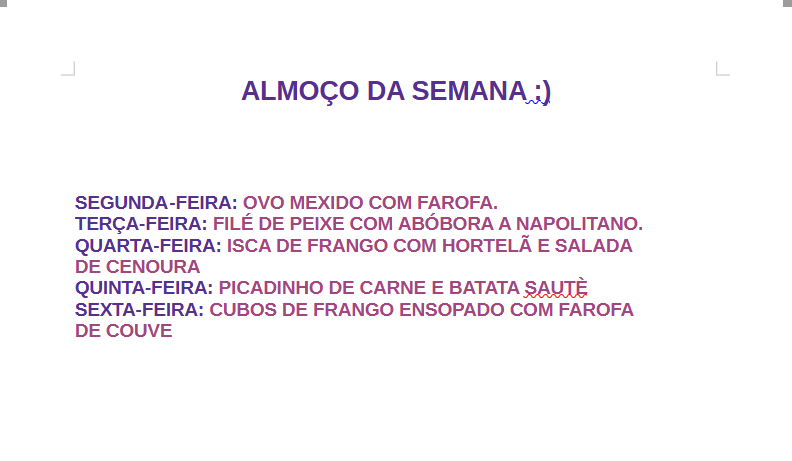 ALMOÇO DA SEMANA ;)
SEGUNDA-FEIRA: OVO MEXIDO COM FAROFA.
TERÇA-FEIRA: FILÉ DE PEIXE COM ABÓBORA A NAPOLITANO.
QUARTA-FEIRA: ISCA DE FRANGO COM HORTELÃ E SALADA
DE CENOURA
QUINTA-FEIRA: PICADINHO DE CARNE E BATATA SAUTÈ
SEXTA-FEIRA: CUBOS DE FRANGO ENSOPADO COM FAROFA
DE COUVE